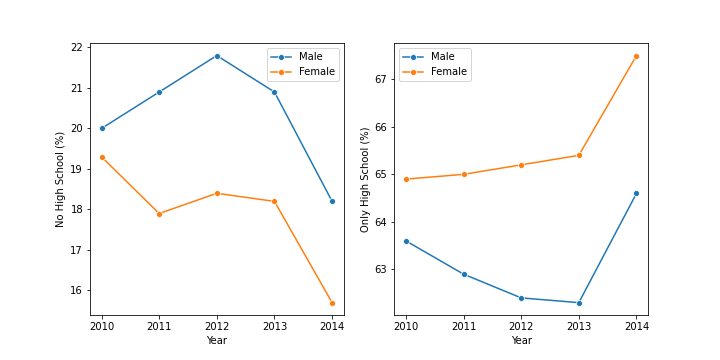 No High School (%)
22
21
20
19
18
17
16
Male
Female
2010 2011 2012 2013 2014
Year
Only High School (%)
67
66
65
64
63
Male
Female
2010 2011 2012 2013 2014
Year